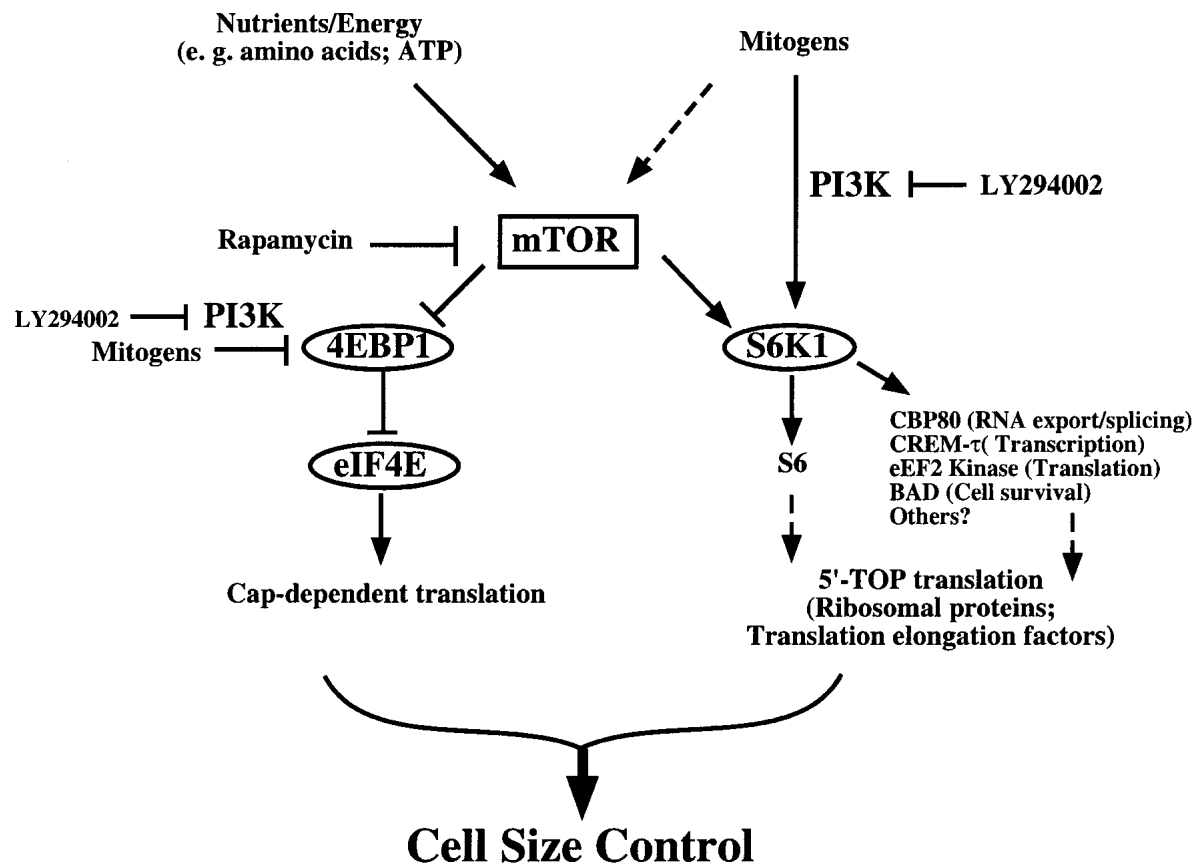 Nutrients/Energy
(e. g. amino acids; ATP)
Mitogens
PI3K
LY294002
Rapamycin
mTOR
LY294002
PI3K
Mitogens
4EBP1
S6K1
eIF4E
S6
CBP80 (RNA export/splicing)
CREM-τ( Transcription)
eEF2 Kinase (Translation)
BAD (Cell survival)
Others?
Cap-dependent translation
5'-TOP translation
(Ribosomal proteins;
Translation elongation factors)
Cell Size Control